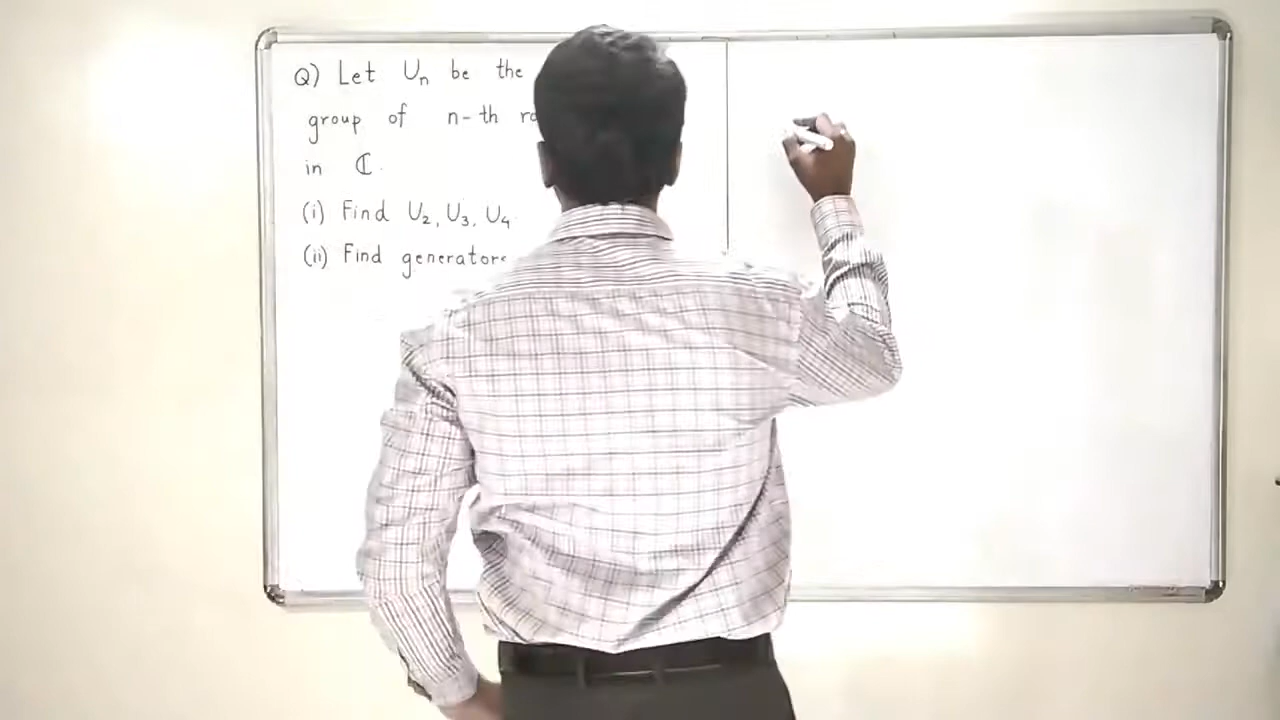 Q) Let Uₙ be the
group of n-th
in ℂ.
(i) Find U₂, U₃, U₄
(ii) Find generators